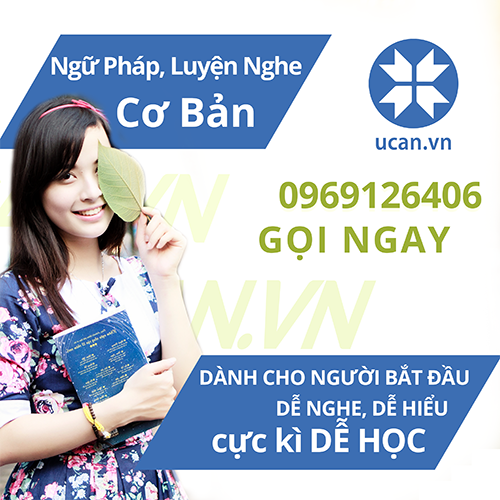 Ngữ Pháp, Luyện Nghe
Cơ Bản
ucan.vn
0969126406
GỌI NGAY
N.VN
DÀNH CHO NGƯỜI BẮT ĐẦU
DỄ NGHE, DỄ HIỂU
cực kì DỄ HỌC